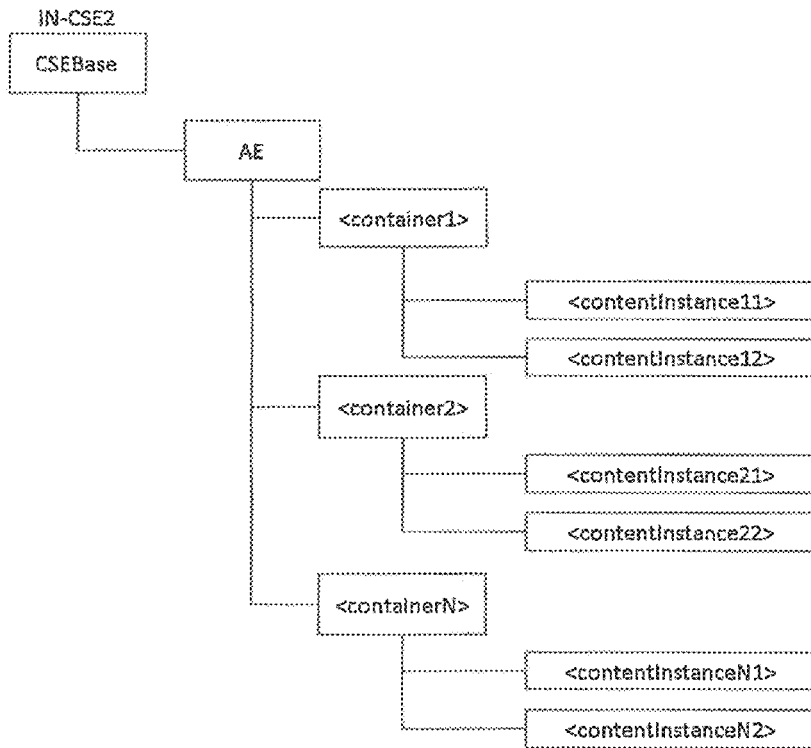 IN-CSE2
CSEBase
AE
<container1>
<contentInstance11>
<contentInstance12>
<container2>
<contentInstance21>
<contentInstance22>
<containerN>
<contentInstanceN1>
<contentInstanceN2>